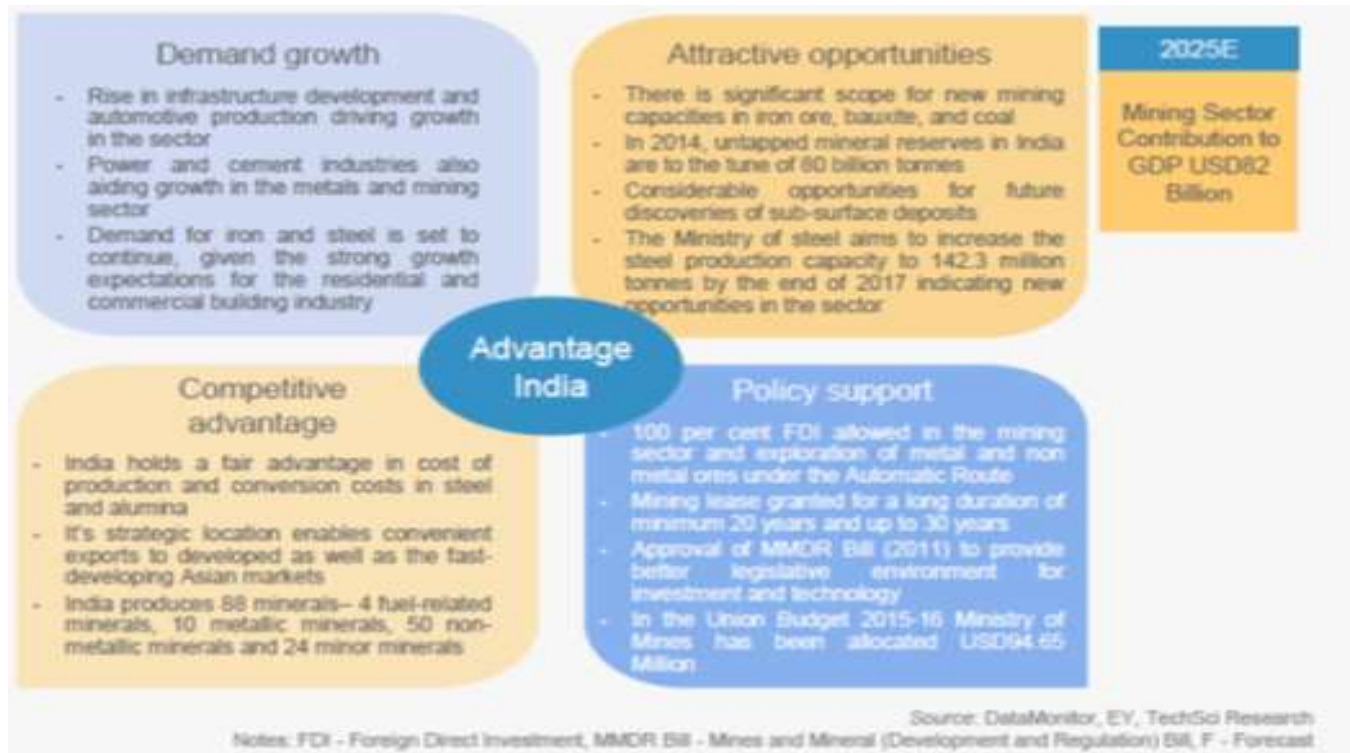 Demand growth
- Rise in infrastructure development and
automotive production driving growth
in the sector
- Power and cement industries also
aiding growth in the metals and mining
sector
- Demand for iron and steel is set to
continue, given the strong growth
expectations for the residential and
commercial building industry
Attractive opportunities
- There is significant scope for new mining
capacities in iron ore, bauxite, and coal
- In 2014, untapped mineral reserves in India
are to the tune of 80 billion tonnes
- Considerable opportunities for future
discoveries of sub-surface deposits
- The Ministry of steel aims to increase the
steel production capacity to 142.3 million
tonnes by the end of 2017 indicating new
opportunities in the sector
2025E
Mining Sector
Contribution to
GDP USD82
Billion
Advantage
India
Competitive
advantage
- India holds a fair advantage in cost of
production and conversion costs in steel
and alumina
- It's strategic location enables convenient
exports to developed as well as the fast-
developing Asian markets
- India produces 88 minerals– 4 fuel-related
minerals, 10 metallic minerals, 50 non-
metallic minerals and 24 minor minerals
Policy support
- 100 per cent FDI allowed in the mining
sector and exploration of metal and non
metal ores under the Automatic Route
- Mining lease granted for a long duration of
minimum 20 years and up to 30 years
- Approval of MMDR Bill (2011) to provide
better legislative environment for
investment and technology
- In the Union Budget 2015-16 Ministry of
Mines has been allocated USD94.65
Million
Source: DataMonitor, EY, TechSci Research
Notes: FDI - Foreign Direct Investment, MMDR Bill - Mines and Mineral (Development and Regulation) Bill, F - Forecast